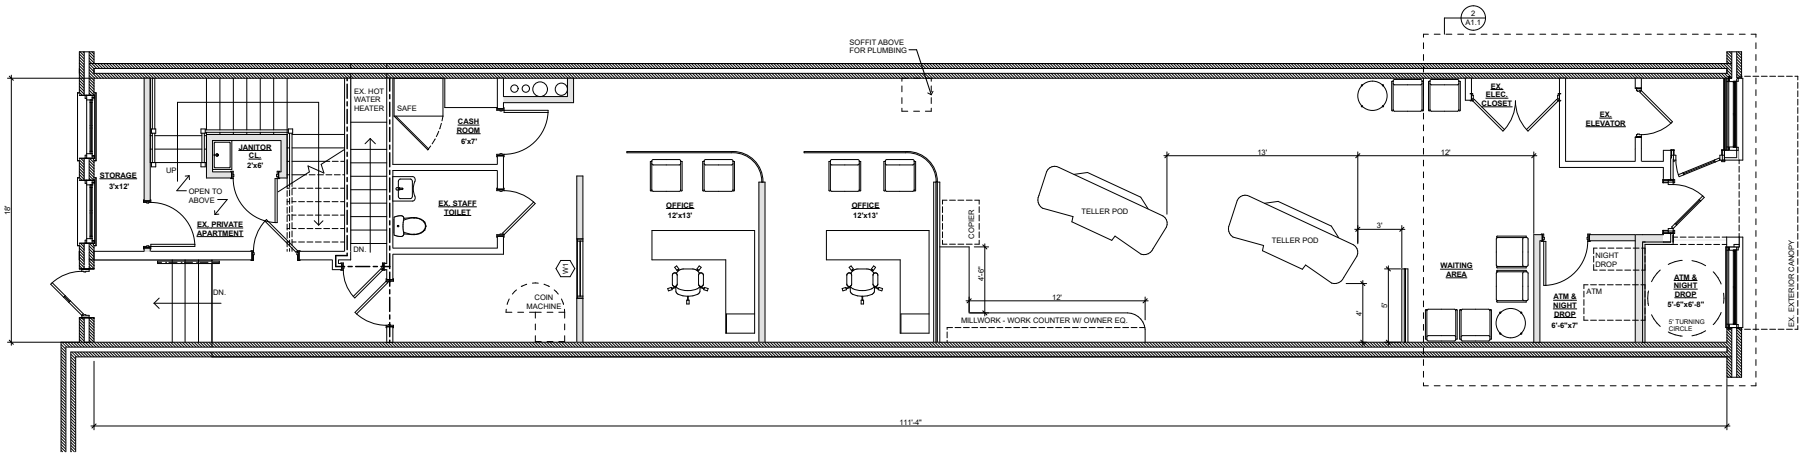 2
A1.1
SOFFIT ABOVE
FOR PLUMBING
EX. HOT
WATER
HEATER
SAFE
CASH
ROOM
6'x7'
EX.
ELEC.
CLOSET
EX.
ELEVATOR
JANITOR
CL.
2'x6'
STORAGE
3'x12'
UP
OPEN TO
ABOVE
EX. PRIVATE
APARTMENT
EX. STAFF
TOILET
OFFICE
12'x13'
OFFICE
12'x13'
COPIER
TELLER POD
TELLER POD
13'
12'
3'
18'
DN.
DN.
W1
COIN
MACHINE
4'-6"
12'
MILLWORK - WORK COUNTER W/ OWNER EQ.
4'
5'
WAITING
AREA
NIGHT
DROP
ATM
ATM &
NIGHT
DROP
6'-6"x7'
ATM &
NIGHT
DROP
5'-6"x6'-8"
5' TURNING
CIRCLE
EX. EXTERIOR CANOPY
111'-4"